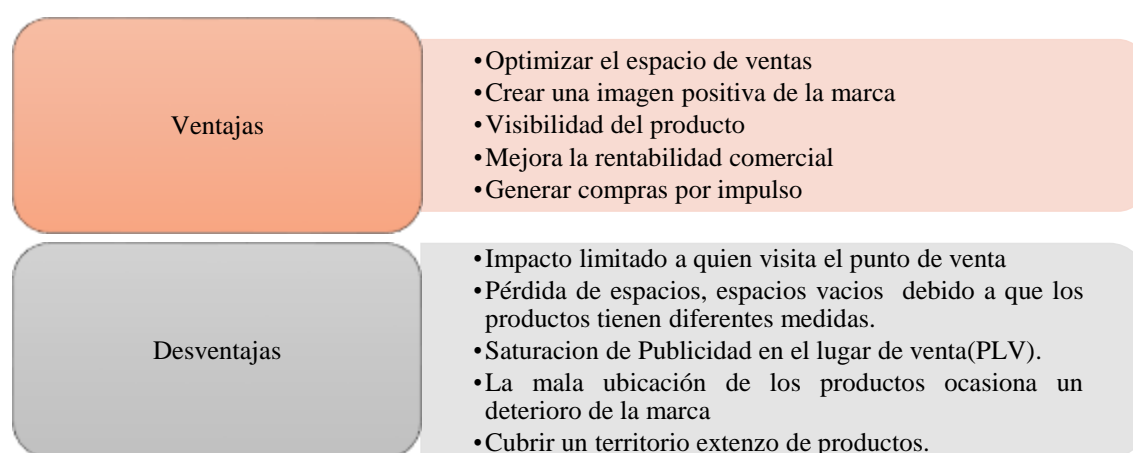 Ventajas
•Optimizar el espacio de ventas
•Crear una imagen positiva de la marca
•Visibilidad del producto
•Mejora la rentabilidad comercial
•Generar compras por impulso
Desventajas
•Impacto limitado a quien visita el punto de venta
•Pérdida de espacios, espacios vacios debido a que los
productos tienen diferentes medidas.
•Saturacion de Publicidad en el lugar de venta(PLV).
•La mala ubicación de los productos ocasiona un
deterioro de la marca
•Cubrir un territorio extenzo de productos.